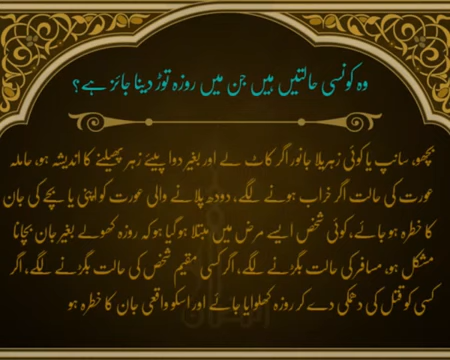 وہ کونسی حالتیں ہیں جن میں روزہ توڑ دینا جائز ہے؟
بچھو، سانپ یا کوئی زہریلا جانور اگر کاٹ لے اور بغیر دوا پیئے زہر پھیلنے کا اندیشہ ہو، حاملہ
عورت کی حالت اگر خراب ہونے لگے، دودھ پلانے والی عورت کو اپنی یا بچے کی جان
کا خطرہ ہو جائے، کوئی شخص ایسے مرض میں مبتلا ہو گیا ہو کہ روزہ کھولے بغیر جان بچانا
مشکل ہو، مسافر کی حالت بگڑنے لگے، اگر کسی مقیم شخص کی حالت بگڑنے لگے، اگر
کسی کو قتل کی دھمکی دے کر روزہ کھلوایا جائے اور اسکو واقعی جان کا خطرہ ہو